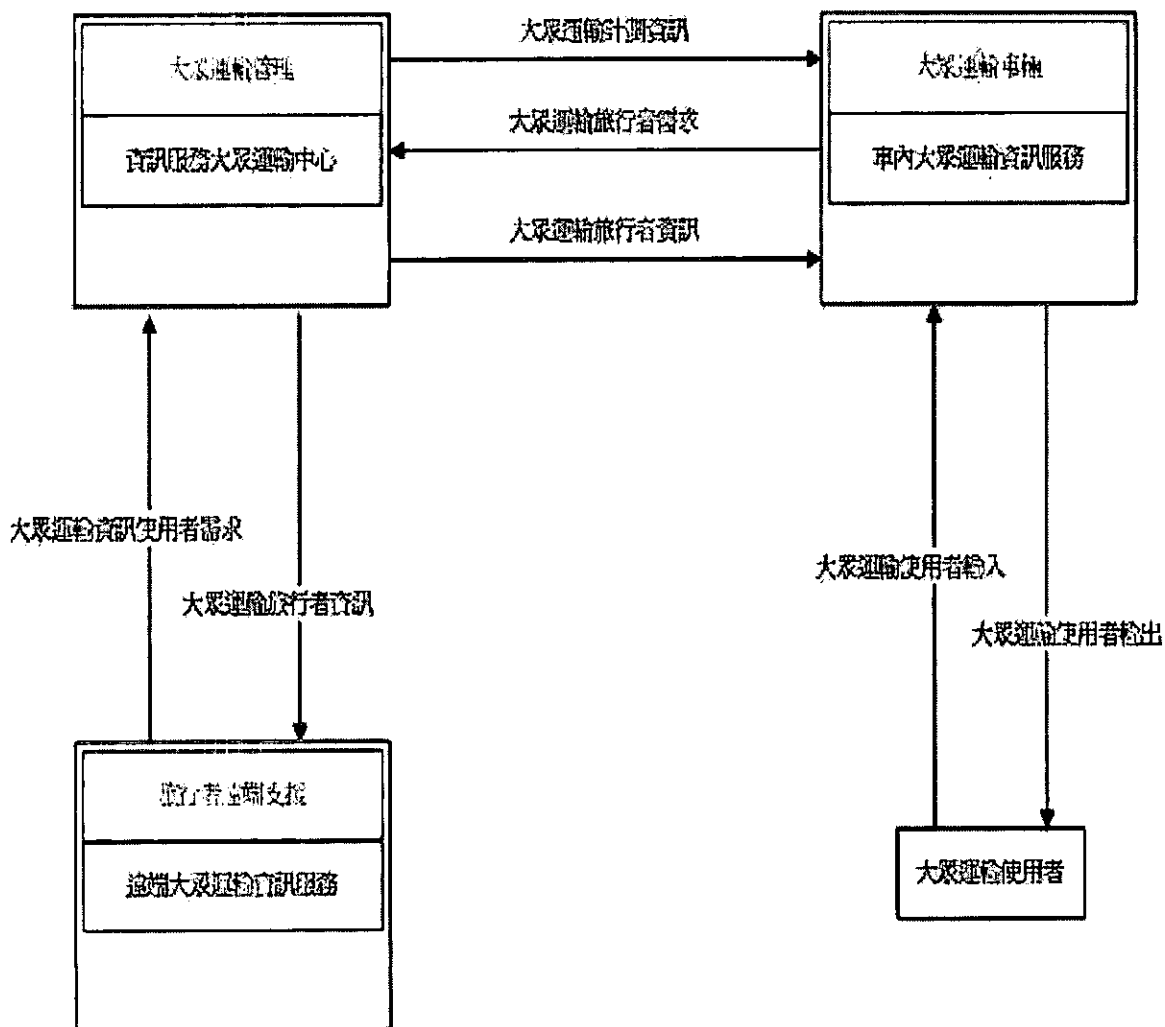 大眾運輸計劃資訊
大眾運輸管理
大眾運輸車輛
大眾運輸旅行者需求
資訊服務大眾運輸中心
車內大眾運輸資訊服務
大眾運輸旅行者資訊
大眾運輸資訊使用者需求
大眾運輸使用者輸入
大眾運輸旅行者資訊
大眾運輸使用者輸出
旅行者遠端支援
遠端大眾運輸資訊服務
大眾運輸使用者